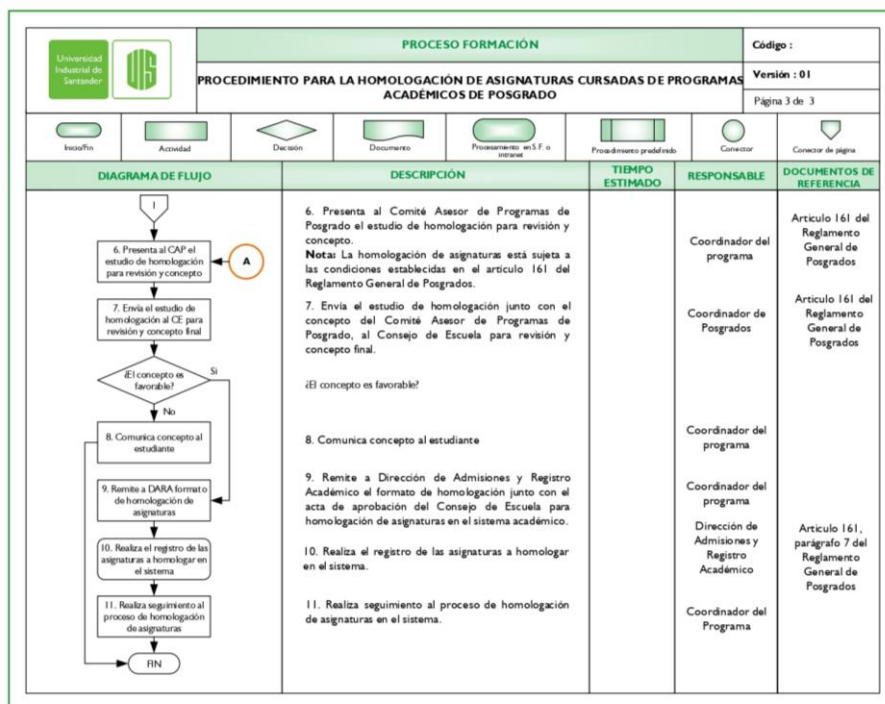 Universidad
Industrial de
Santander
UIS
PROCESO FORMACIÓN
PROCEDIMIENTO PARA LA HOMOLOGACIÓN DE ASIGNATURAS CURSADAS DE PROGRAMAS
ACADÉMICOS DE POSGRADO
Código :
Versión : 01
Página 3 de 3
Inicio/Fin
Actividad
Decisión
Documento
Procesamiento en S.F. o
intranet
Procedimiento predefinido
Conector
Conector de página
DIAGRAMA DE FLUJO
DESCRIPCIÓN
TIEMPO
ESTIMADO
RESPONSABLE
DOCUMENTOS DE
REFERENCIA
I
6. Presenta al CAP el
estudio de homologación
para revisión y concepto
A
7. Envía el estudio de
homologación al CE para
revisión y concepto final
¿El concepto es
favorable?
Si
No
8. Comunica concepto al
estudiante
9. Remite a DARA formato
de homologación de
asignaturas
10. Realiza el registro de las
asignaturas a homologar en
el sistema
11. Realiza seguimiento al
proceso de homologación
de asignaturas
FIN
6. Presenta al Comité Asesor de Programas de
Posgrado el estudio de homologación para revisión y
concepto.
Nota: La homologación de asignaturas está sujeta a
las condiciones establecidas en el artículo 161 del
Reglamento General de Posgrados.
7. Envía el estudio de homologación junto con el
concepto del Comité Asesor de Programas de
Posgrado, al Consejo de Escuela para revisión y
concepto final.
¿El concepto es favorable?
8. Comunica concepto al estudiante
9. Remite a Dirección de Admisiones y Registro
Académico el formato de homologación junto con el
acta de aprobación del Consejo de Escuela para
homologación de asignaturas en el sistema académico.
10. Realiza el registro de las asignaturas a homologar
en el sistema.
11. Realiza seguimiento al proceso de homologación
de asignaturas en el sistema.
Coordinador del
programa
Coordinador de
Posgrados
Coordinador del
programa
Coordinador del
programa
Dirección de
Admisiones y
Registro
Académico
Coordinador del
Programa
Articulo 161 del
Reglamento
General de
Posgrados
Articulo 161 del
Reglamento
General de
Posgrados
Articulo 161,
parágrafo 7 del
Reglamento
General de
Posgrados